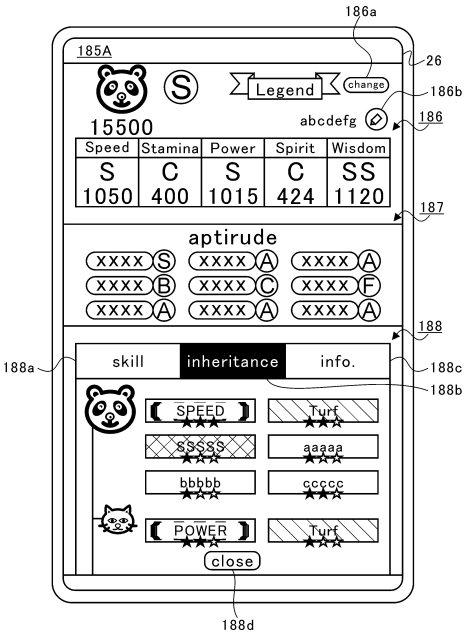 186a
185A
26
S
Legend
change
186b
abcdefg
186
15500
Speed Stamina Power Spirit Wisdom
S C S C SS
1050 400 1015 424 1120
187
aptirude
xxxx S xxxx A xxxx A
xxxx B xxxx C xxxx F
xxxx A xxxx A xxxx A
188
188a
skill inheritance info.
188c
188b
SPEED Turf
★★★ ★★☆
SSSSS aaaaa
★☆☆ ★☆☆
bbbbb ccccc
★☆☆ ★★☆
POWER Turf
★★☆ ★☆☆
close
188d